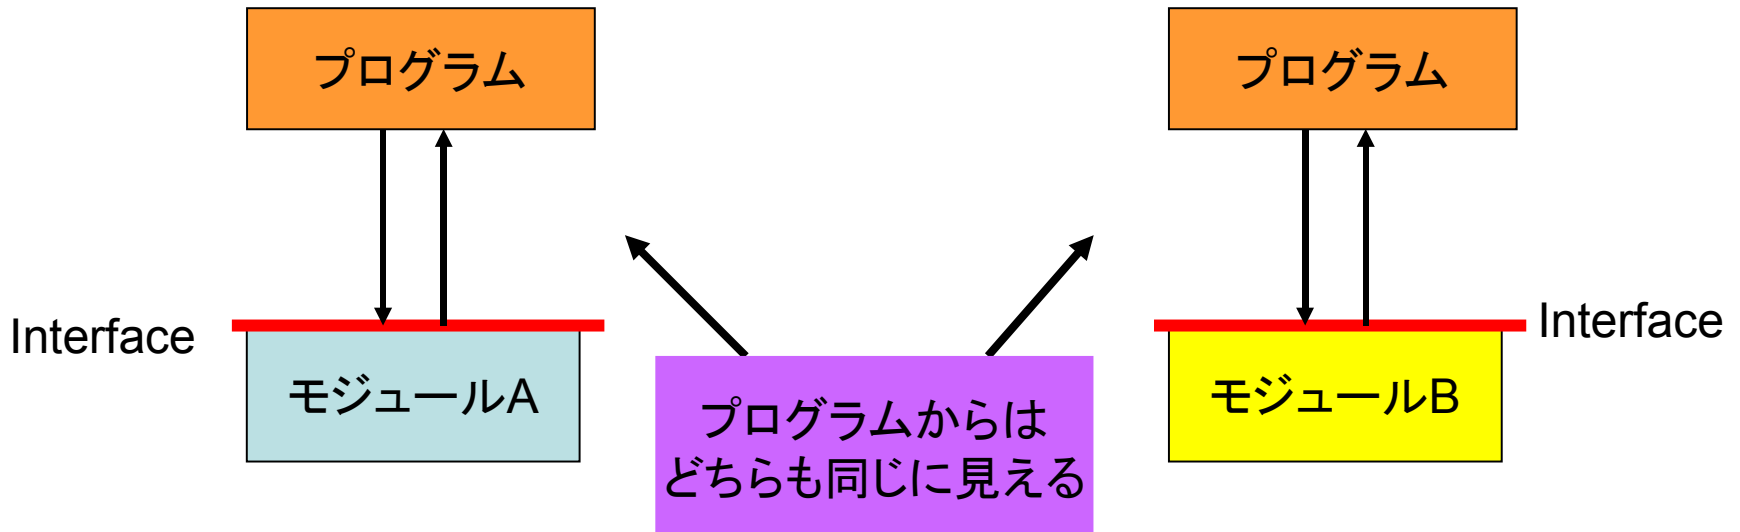 プログラム
プログラム
Interface
Interface
モジュールA
モジュールB
プログラムからは
どちらも同じに見える